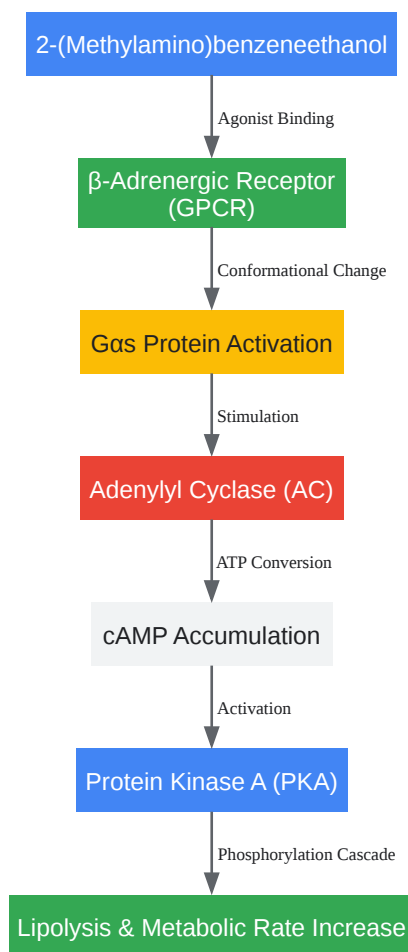 2-(Methylamino)benzeneethanol
Agonist Binding
β-Adrenergic Receptor
(GPCR)
Conformational Change
Gαs Protein Activation
Stimulation
Adenylyl Cyclase (AC)
ATP Conversion
cAMP Accumulation
Activation
Protein Kinase A (PKA)
Phosphorylation Cascade
Lipolysis & Metabolic Rate Increase